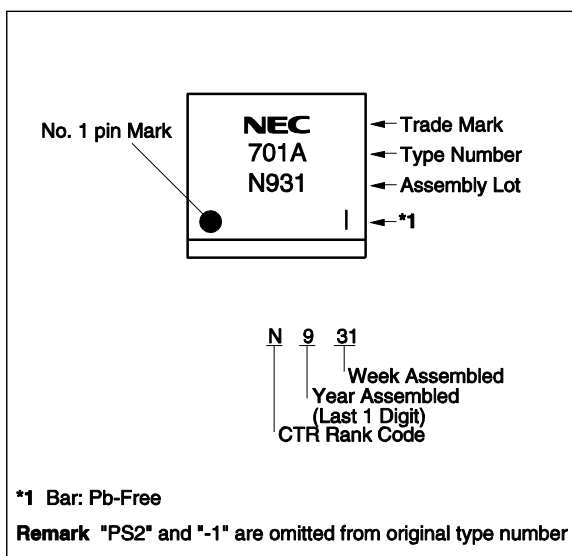 No. 1 pin Mark
NEC
701A
N931
Trade Mark
Type Number
Assembly Lot
*1
N 9 31
Week Assembled
Year Assembled
(Last 1 Digit)
CTR Rank Code
*1 Bar: Pb-Free
Remark "PS2" and "-1" are omitted from original type number